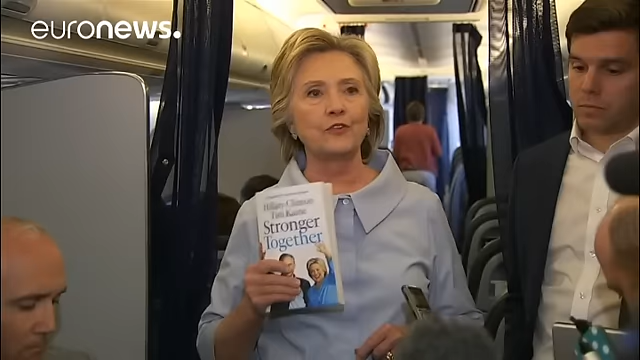 euronews.
Hillary Clinton
Tim Kaine
Stronger
Together